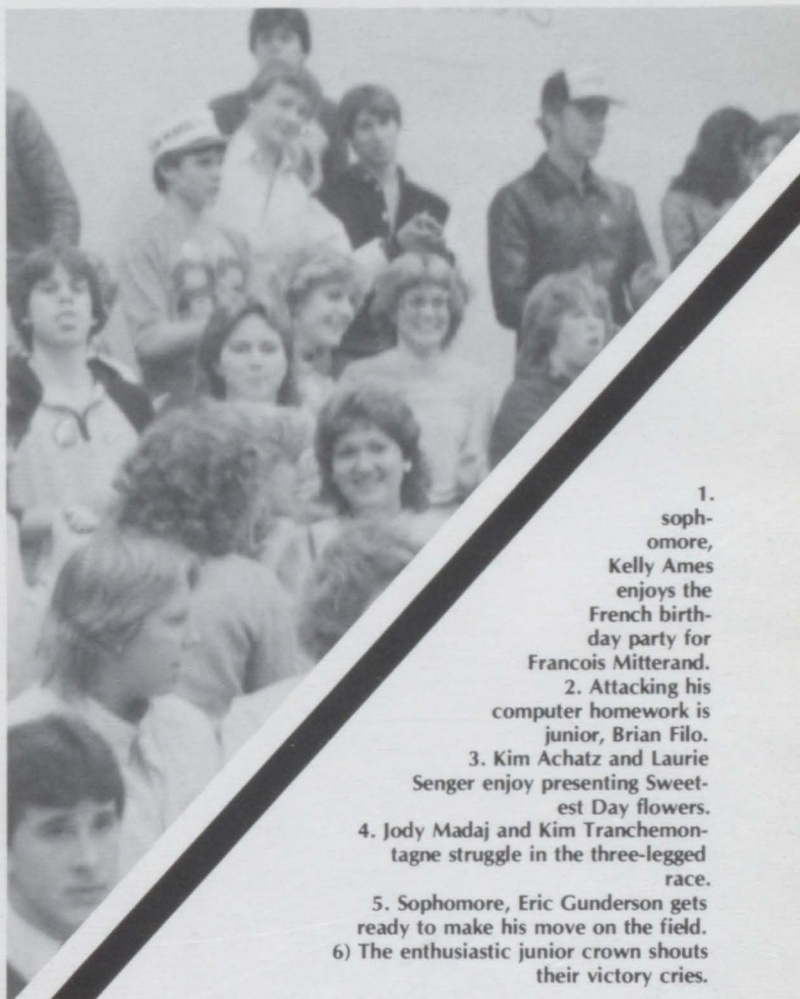 83
1.
soph-
omore,
Kelly Ames
enjoys the
French birth-
day party for
Francois Mitterand.
2. Attacking his
computer homework is
junior, Brian Filo.
3. Kim Achatz and Laurie
Senger enjoy presenting Sweet-
est Day flowers.
4. Jody Madaj and Kim Tranchemon-
tagne struggle in the three-legged
race.
5. Sophomore, Eric Gunderson gets
ready to make his move on the field.
6) The enthusiastic junior crown shouts
their victory cries.